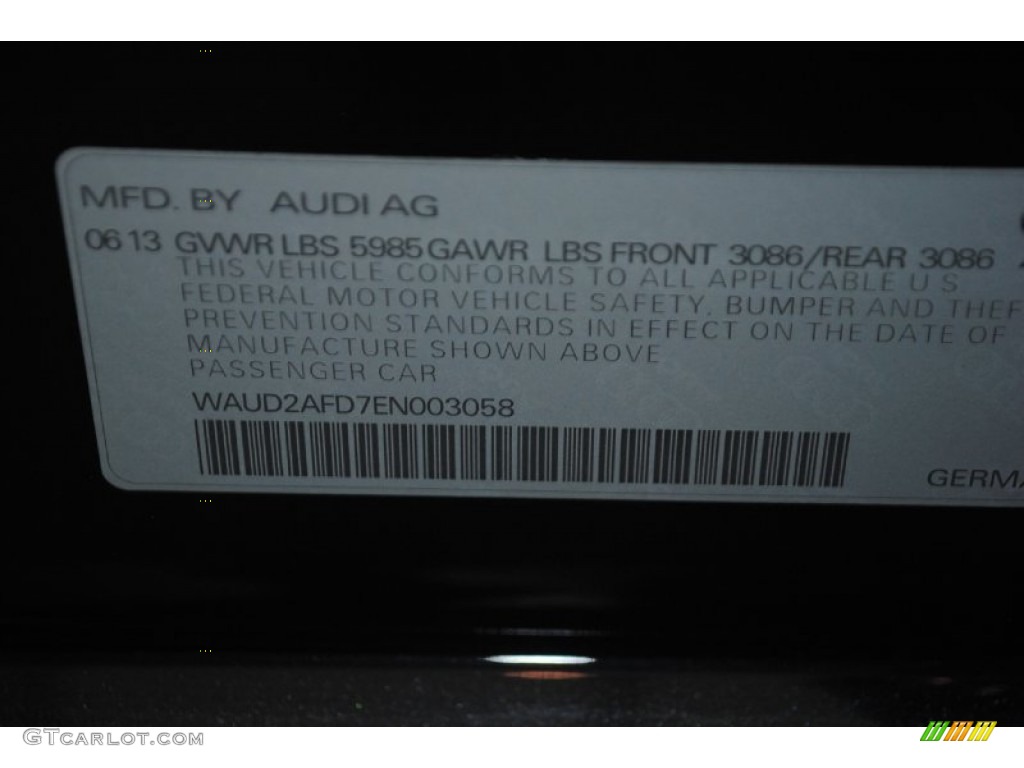 MFD. BY AUDI AG
06 13 GVWR LBS 5985 GAWR LBS FRONT 3086/REAR 3086
THIS VEHICLE CONFORMS TO ALL APPLICABLE U S
FEDERAL MOTOR VEHICLE SAFETY, BUMPER AND THEF
PREVENTION STANDARDS IN EFFECT ON THE DATE OF
MANUFACTURE SHOWN ABOVE
PASSENGER CAR
WAUD2AFD7EN003058
GERMA
GTCARLOT.COM